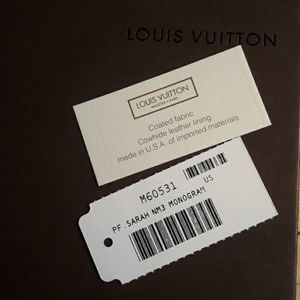 LOUIS VUITTON
LOUIS VUITTON
Coated fabric
Cowhide leather lining
made in U.S.A. of imported materials
M60531
US
PF.SARAH NM3 MONOGRAM